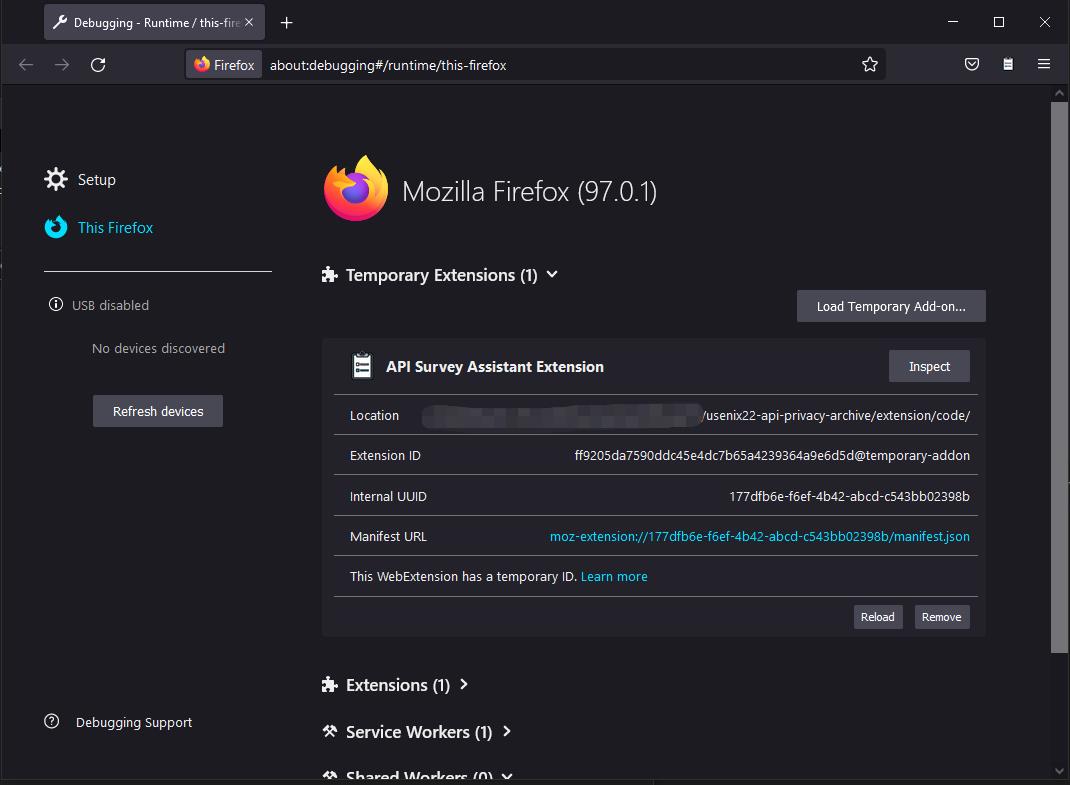 Debugging - Runtime / this-fire
Firefox about:debugging#/runtime/this-firefox
Setup
This Firefox
USB disabled
No devices discovered
Refresh devices
Debugging Support
Mozilla Firefox (97.0.1)
Temporary Extensions (1)
Load Temporary Add-on...
API Survey Assistant Extension
Inspect
Location /usenix22-api-privacy-archive/extension/code/
Extension ID ff9205da7590ddc45e4dc7b65a4239364a9e6d5d@temporary-addon
Internal UUID 177dfb6e-f6ef-4b42-abcd-c543bb02398b
Manifest URL moz-extension://177dfb6e-f6ef-4b42-abcd-c543bb02398b/manifest.json
This WebExtension has a temporary ID. Learn more
Reload Remove
Extensions (1)
Service Workers (1)
Shared Workers (0)